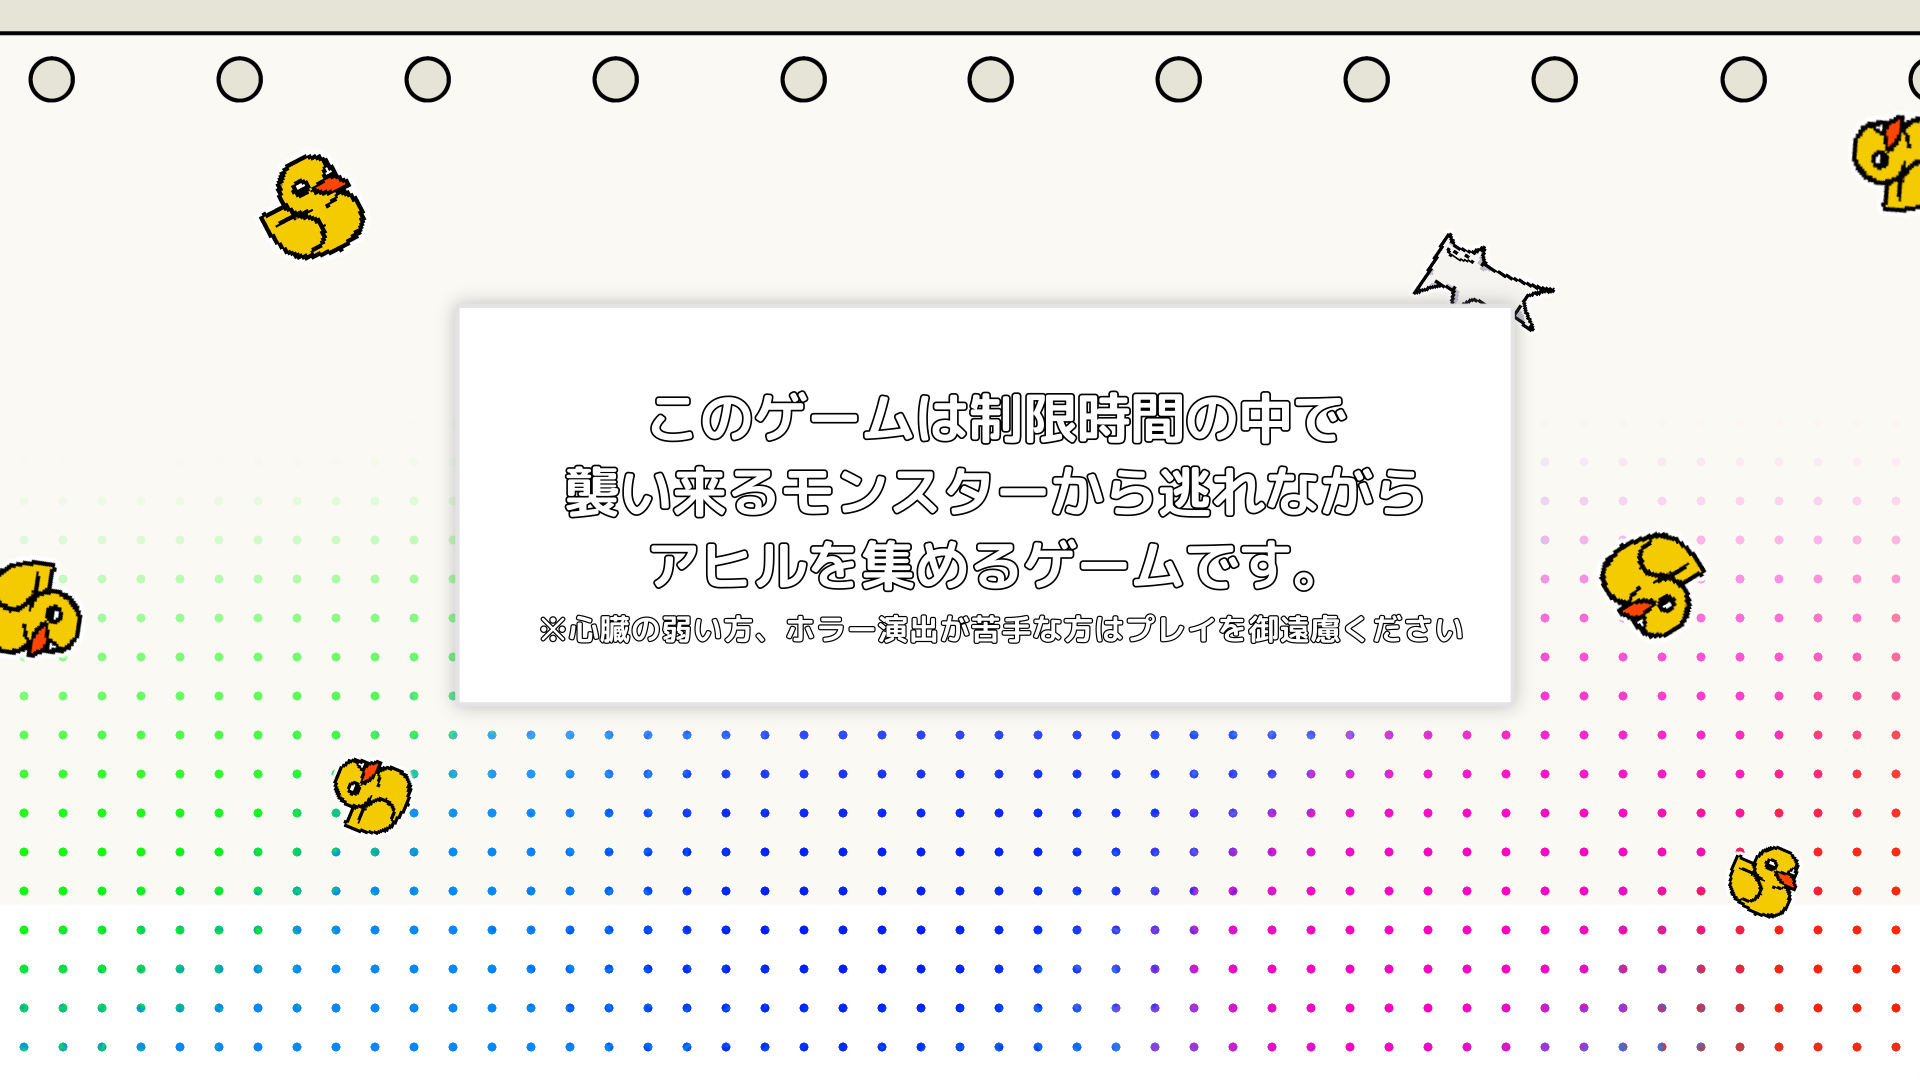 このゲームは制限時間の中で
襲い来るモンスターから逃れながら
アヒルを集めるゲームです。
※心臓の弱い方、ホラー演出が苦手な方はプレイを御遠慮ください